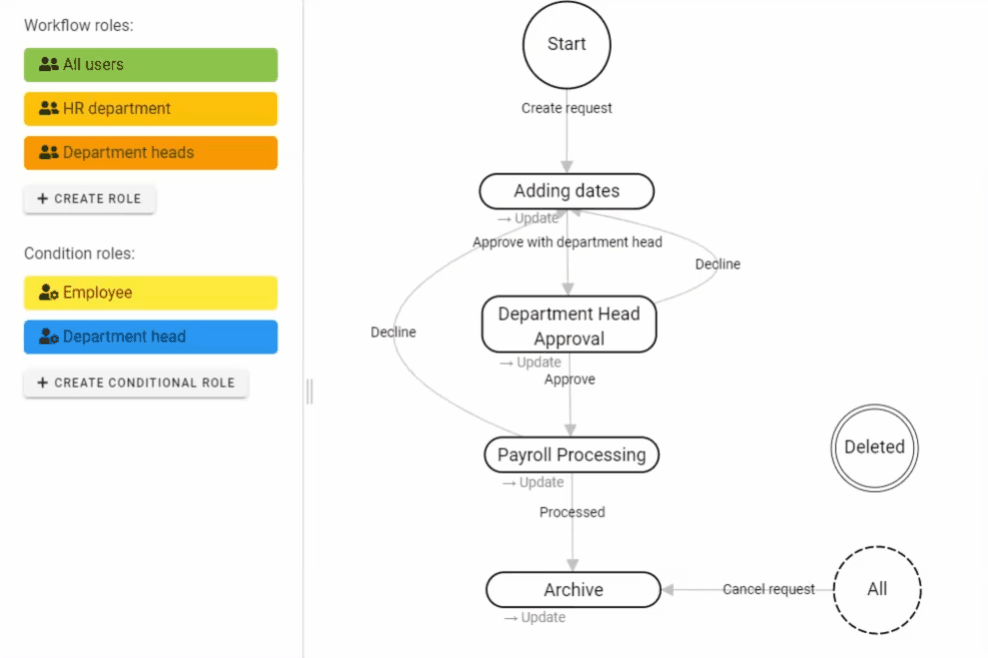 Workflow roles:
All users
HR department
Department heads
+ CREATE ROLE
Condition roles:
Employee
Department head
+ CREATE CONDITIONAL ROLE
Start
Create request
Adding dates
→ Update
Approve with department head
Decline
Department Head
Approval
Decline
→ Update
Approve
Deleted
Payroll Processing
→ Update
Processed
Archive
Cancel request
All
→ Update